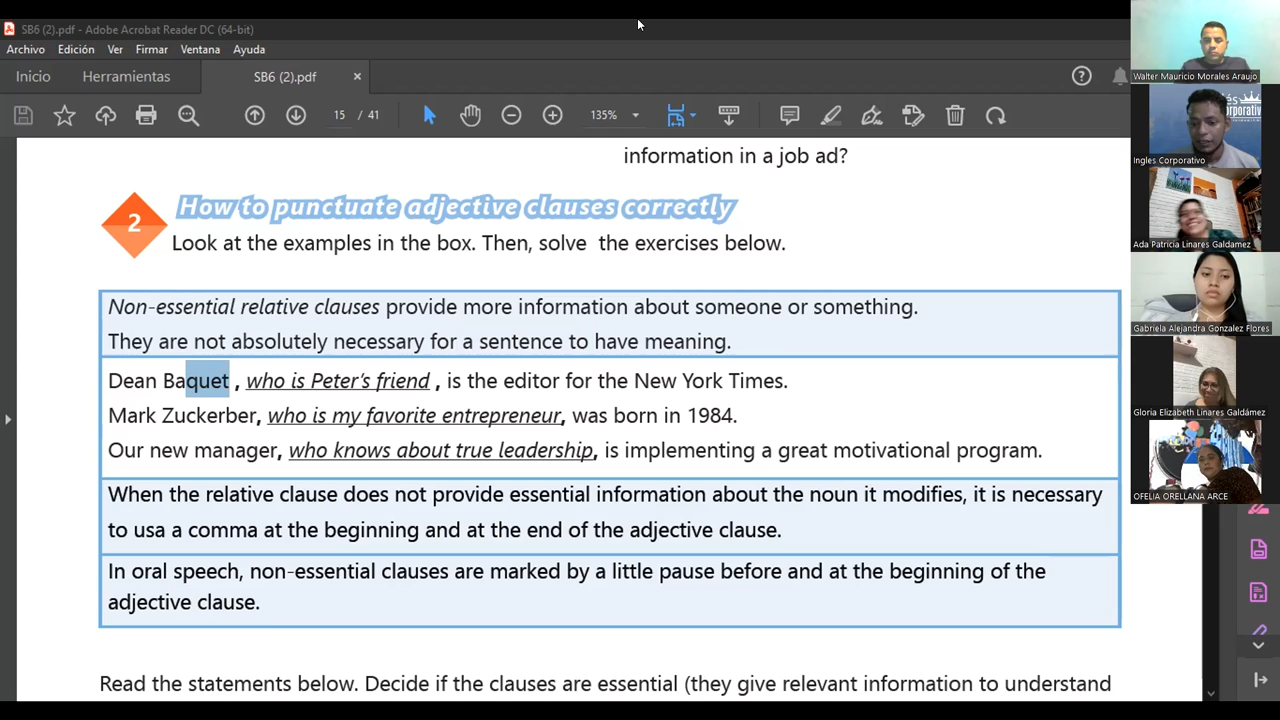 SB6 (2).pdf - Adobe Acrobat Reader DC (64-bit)
Archivo Edición Ver Firmar Ventana Ayuda
Inicio Herramientas SB6 (2).pdf ×
15 / 41 135%
information in a job ad?
2 How to punctuate adjective clauses correctly
Look at the examples in the box. Then, solve the exercises below.
Non-essential relative clauses provide more information about someone or something.
They are not absolutely necessary for a sentence to have meaning.
Dean Baquet , who is Peter's friend , is the editor for the New York Times.
Mark Zuckerber, who is my favorite entrepreneur, was born in 1984.
Our new manager, who knows about true leadership, is implementing a great motivational program.
When the relative clause does not provide essential information about the noun it modifies, it is necessary
to usa a comma at the beginning and at the end of the adjective clause.
In oral speech, non-essential clauses are marked by a little pause before and at the beginning of the
adjective clause.
Read the statements below. Decide if the clauses are essential (they give relevant information to understand
Walter Mauricio Morales Araujo
Ingles Corporativo
Ada Patricia Linares Galdamez
Gabriela Alejandra Gonzalez Flores
Gloria Elizabeth Linares Galdámez
OFELIA ORELLANA ARCE